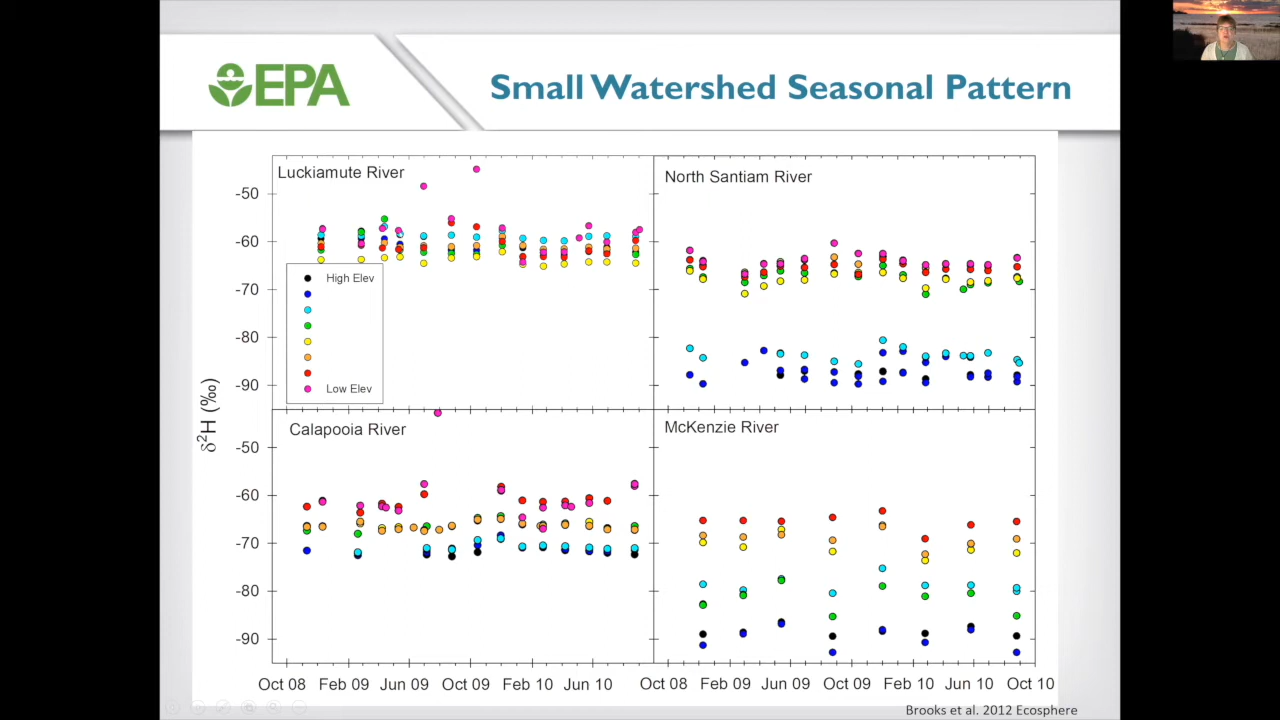 EPA
Small Watershed Seasonal Pattern
Luckiamute River
North Santiam River
-50
-60
-70
-80
-90
High Elev
Low Elev
δ²H (‰)
Calapooia River
McKenzie River
-50
-60
-70
-80
-90
Oct 08 Feb 09 Jun 09 Oct 09 Feb 10 Jun 10
Oct 08 Feb 09 Jun 09 Oct 09 Feb 10 Jun 10 Oct 10
Brooks et al. 2012 Ecosphere